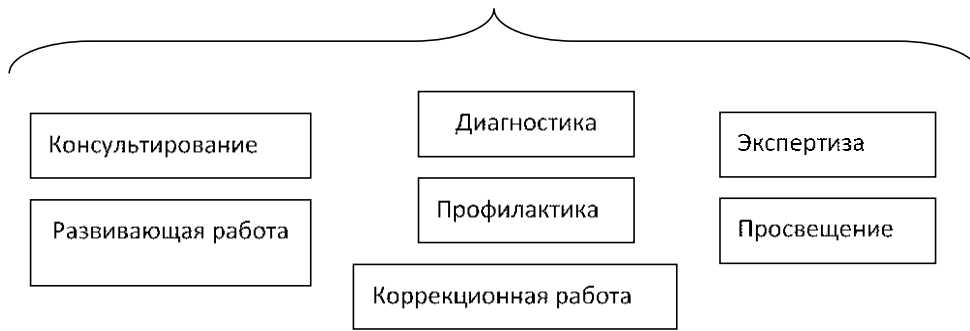 Консультирование
Диагностика
Экспертиза
Развивающая работа
Профилактика
Просвещение
Коррекционная работа